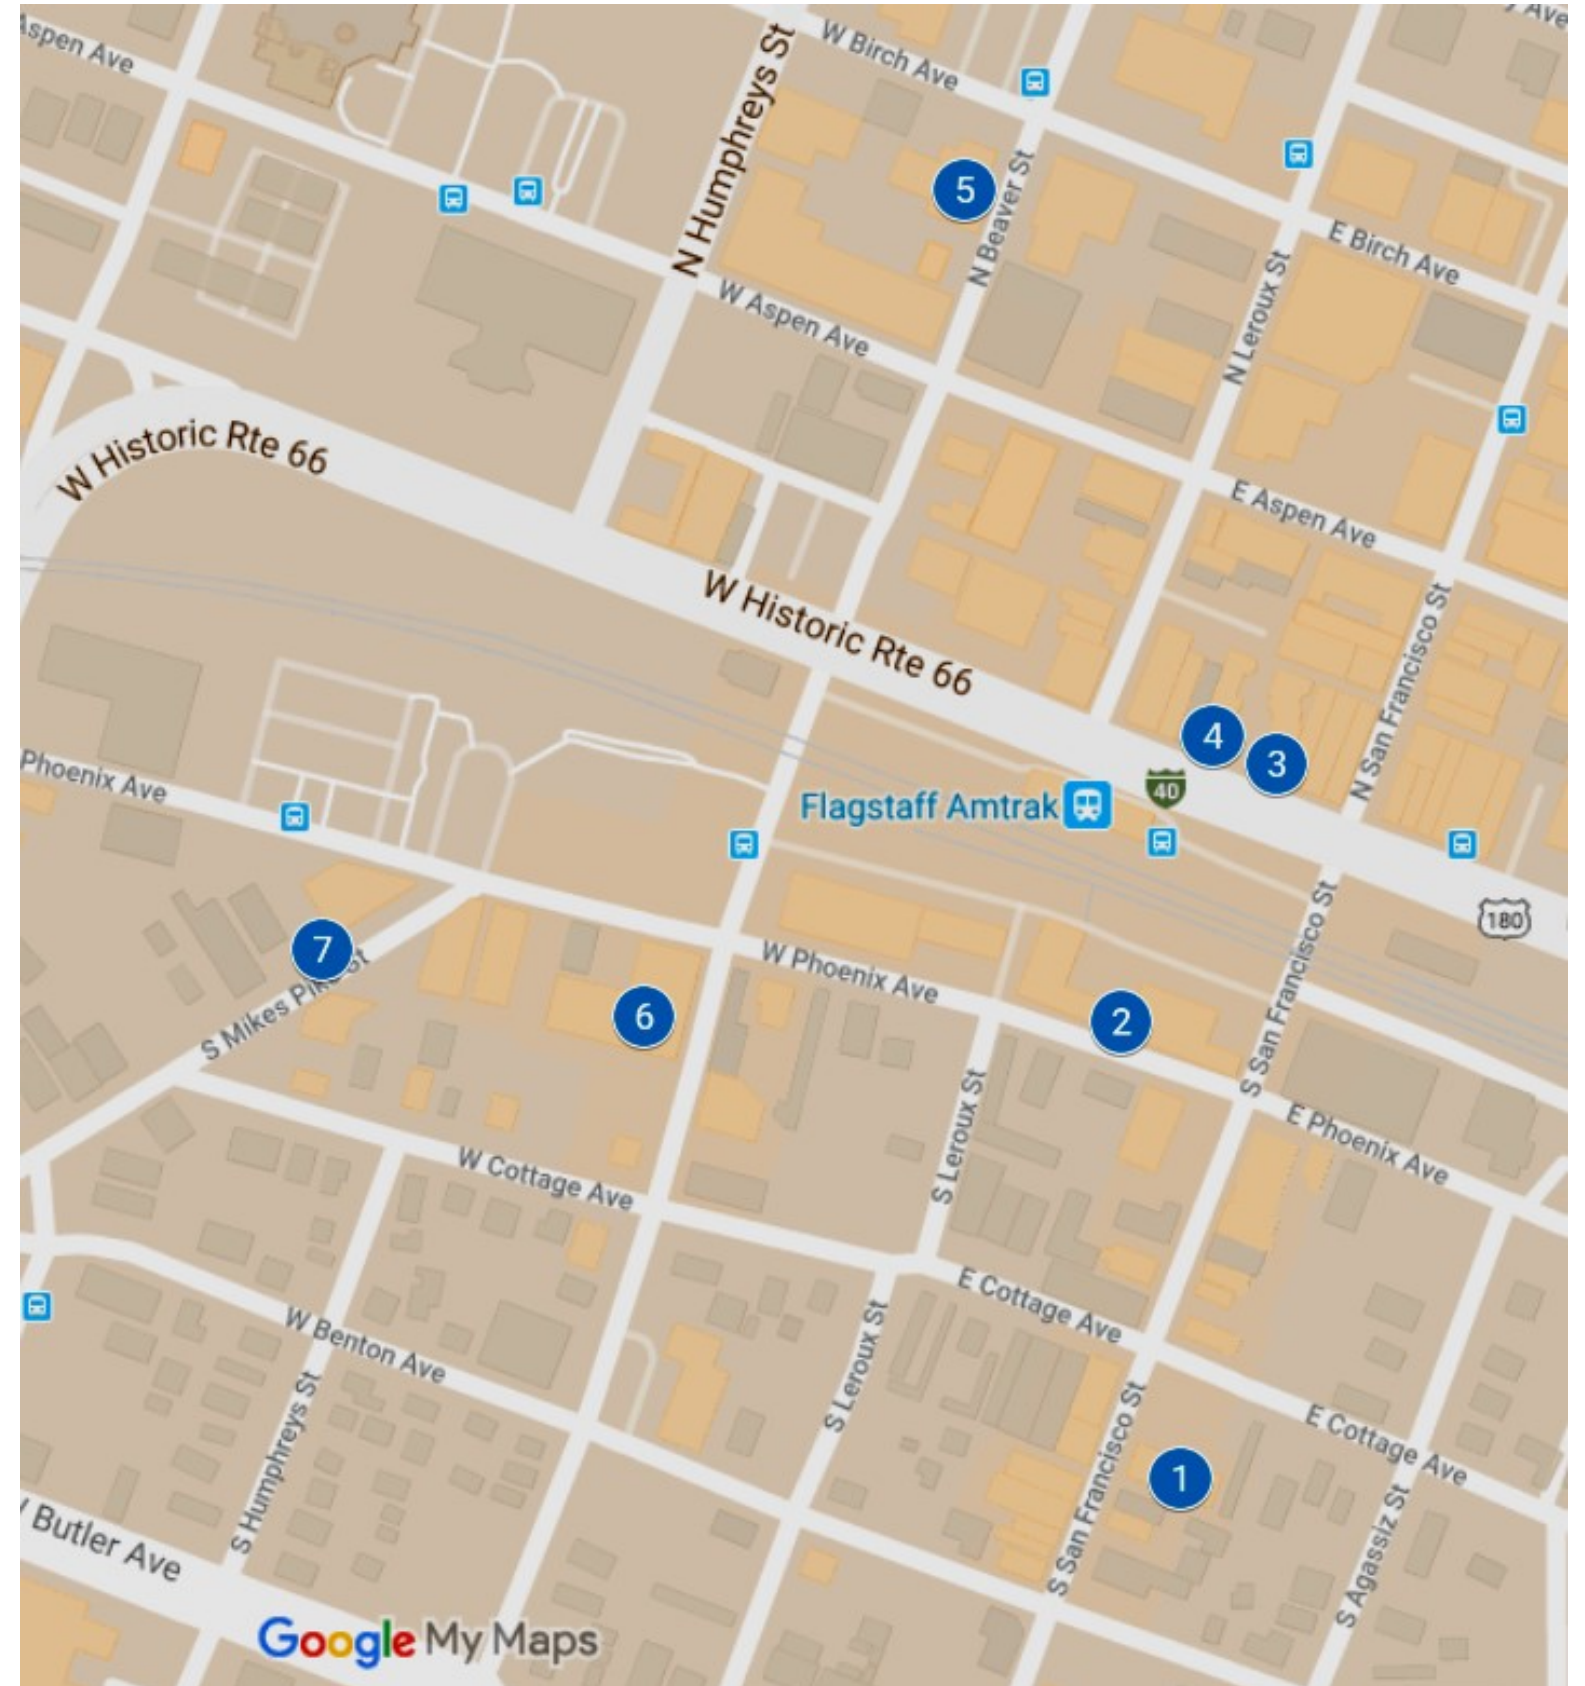 Aspen Ave
W Birch Ave
Ave
N Humphreys St
5
N Beaver St
E Birch Ave
W Aspen Ave
N Leroux St
W Historic Rte 66
E Aspen Ave
W Historic Rte 66
N San Francisco St
4
3
40
Flagstaff Amtrak
Phoenix Ave
180
7
S Mikes Pike St
6
W Phoenix Ave
2
S San Francisco St
S Leroux St
E Phoenix Ave
W Cottage Ave
E Cottage Ave
W Benton Ave
S Leroux St
S Humphreys St
S San Francisco St
E Cottage Ave
1
S Agassiz St
Butler Ave
Google My Maps